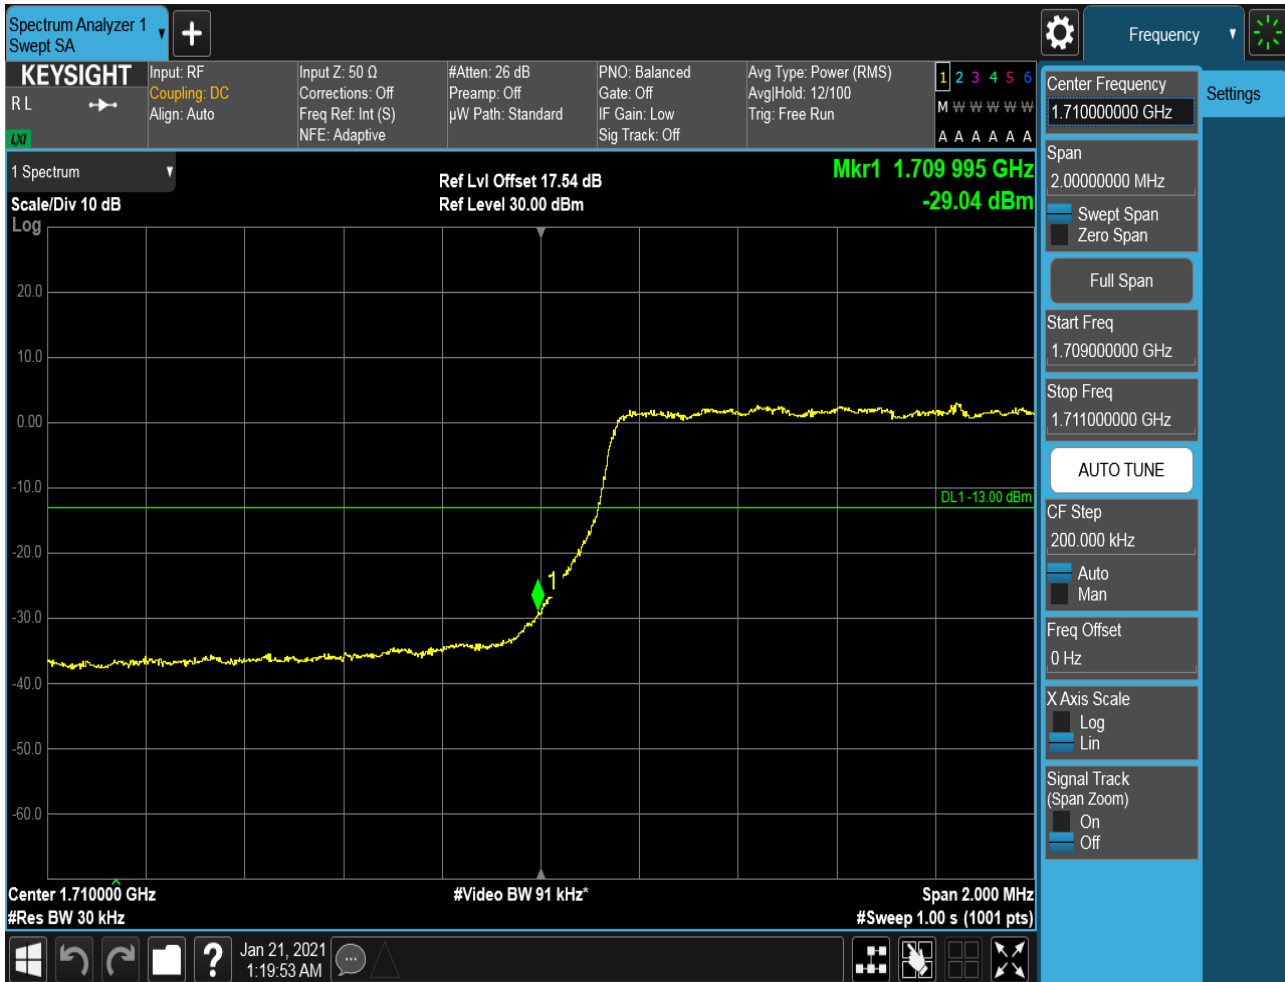 Spectrum Analyzer 1
Swept SA
Frequency
KEYSIGHT
R L
LXI
Input: RF
Coupling: DC
Align: Auto
Input Z: 50 Ω
Corrections: Off
Freq Ref: Int (S)
NFE: Adaptive
#Atten: 26 dB
Preamp: Off
µW Path: Standard
PNO: Balanced
Gate: Off
IF Gain: Low
Sig Track: Off
Avg Type: Power (RMS)
Avg|Hold: 12/100
Trig: Free Run
1 2 3 4 5 6
M W W W W W
A A A A A A
1 Spectrum
Scale/Div 10 dB
Log
Ref Lvl Offset 17.54 dB
Ref Level 30.00 dBm
Mkr1 1.709 995 GHz
-29.04 dBm
20.0
10.0
0.00
-10.0
-20.0
-30.0
-40.0
-50.0
-60.0
DL1 -13.00 dBm
1
Center 1.710000 GHz
#Res BW 30 kHz
#Video BW 91 kHz*
Span 2.000 MHz
#Sweep 1.00 s (1001 pts)
Jan 21, 2021
1:19:53 AM
Center Frequency
1.710000000 GHz
Settings
Span
2.00000000 MHz
Swept Span
Zero Span
Full Span
Start Freq
1.709000000 GHz
Stop Freq
1.711000000 GHz
AUTO TUNE
CF Step
200.000 kHz
Auto
Man
Freq Offset
0 Hz
X Axis Scale
Log
Lin
Signal Track
(Span Zoom)
On
Off